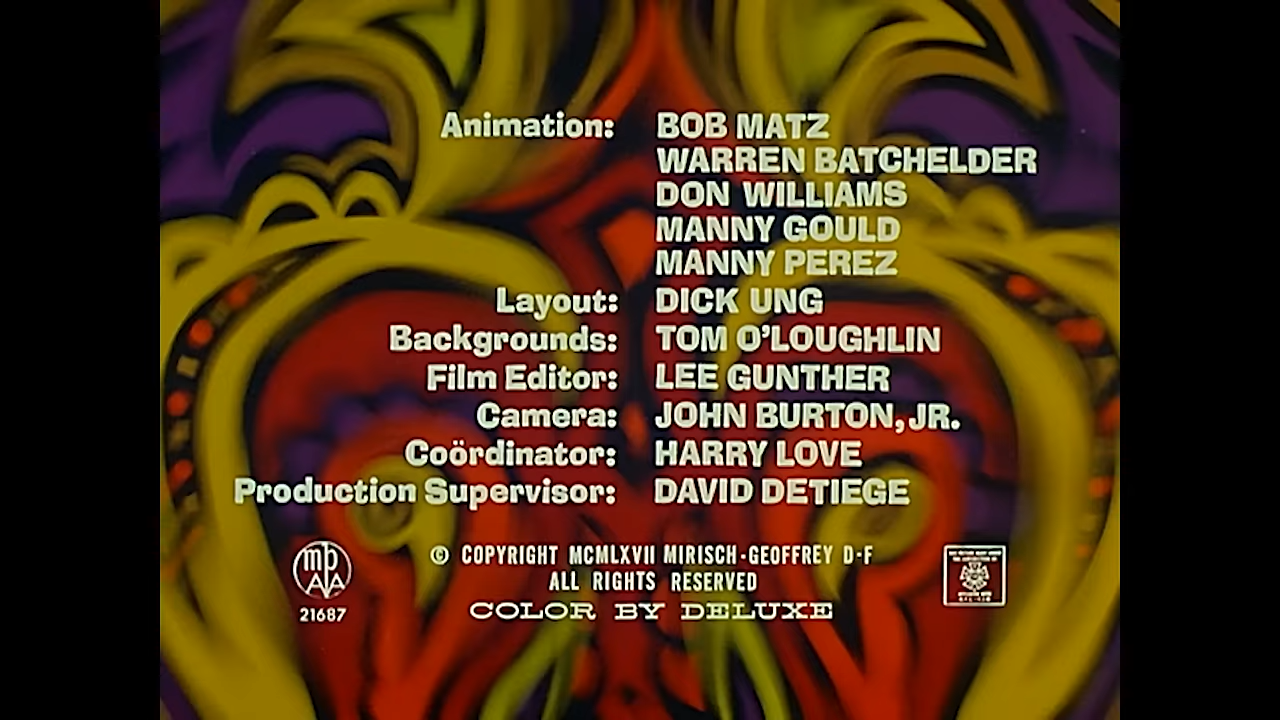 Animation: BOB MATZ
WARREN BATCHELDER
DON WILLIAMS
MANNY GOULD
MANNY PEREZ
Layout: DICK UNG
Backgrounds: TOM O'LOUGHLIN
Film Editor: LEE GUNTHER
Camera: JOHN BURTON, JR.
Coördinator: HARRY LOVE
Production Supervisor: DAVID DETIEGE
© COPYRIGHT MCMLXVII MIRISCH-GEOFFREY D-F
ALL RIGHTS RESERVED
COLOR BY DELUXE
mpAA
21687